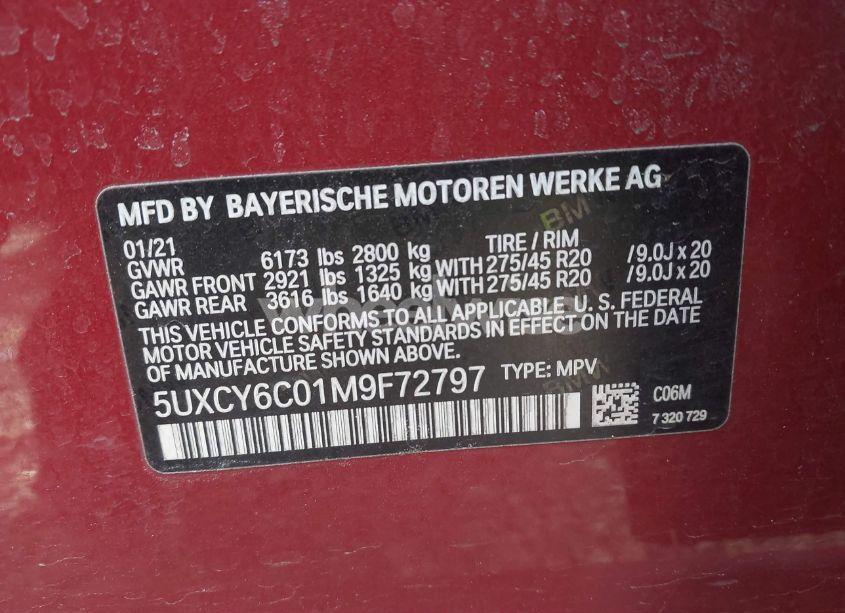 MFD BY BAYERISCHE MOTOREN WERKE AG
01/21 TIRE / RIM
GVWR 6173 lbs 2800 kg
GAWR FRONT 2921 lbs 1325 kg WITH 275/45 R20 /9.0J x 20
GAWR REAR 3616 lbs 1640 kg WITH 275/45 R20 /9.0J x 20
THIS VEHICLE CONFORMS TO ALL APPLICABLE U. S. FEDERAL
MOTOR VEHICLE SAFETY STANDARDS IN EFFECT ON THE DATE
OF MANUFACTURE SHOWN ABOVE.
5UXCY6C01M9F72797 TYPE: MPV
C06M
7 320 729